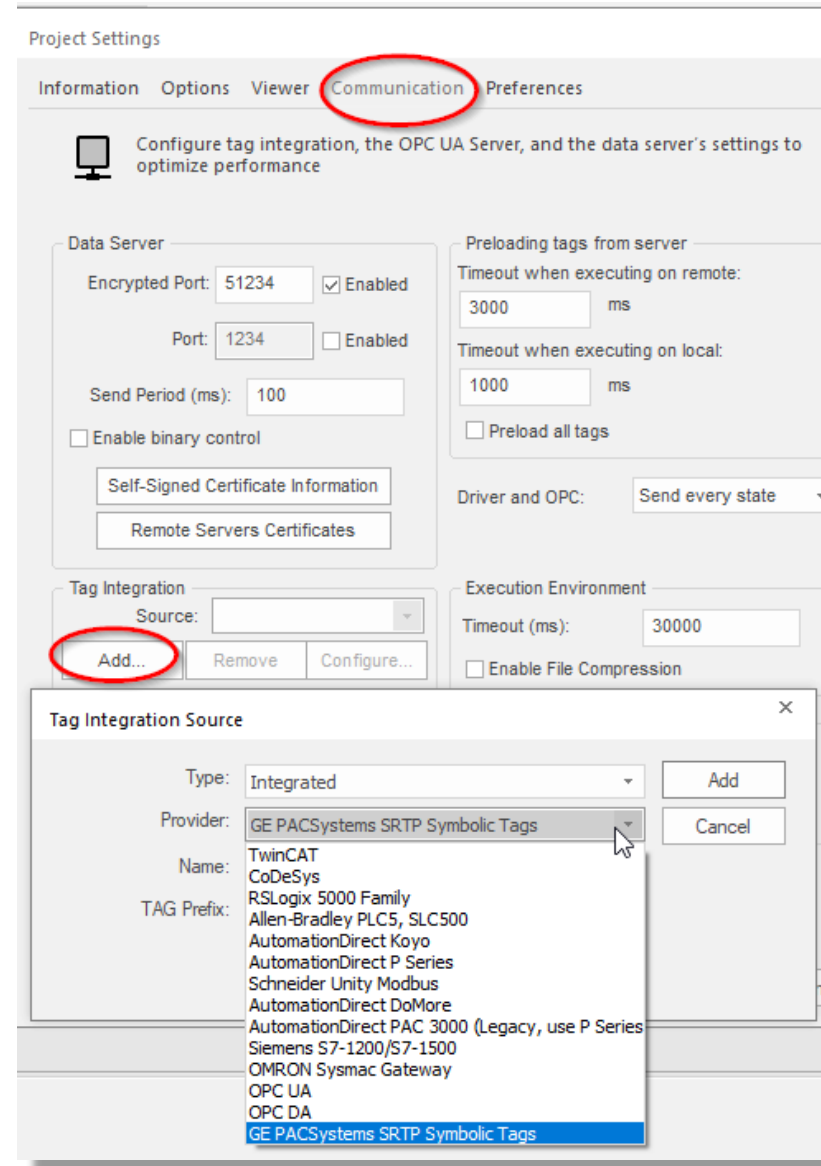 Project Settings
Information Options Viewer Communication Preferences
Configure tag integration, the OPC UA Server, and the data server's settings to
optimize performance
Data Server
Encrypted Port: 51234 Enabled
Port: 1234 Enabled
Send Period (ms): 100
Enable binary control
Self-Signed Certificate Information
Remote Servers Certificates
Preloading tags from server
Timeout when executing on remote:
3000 ms
Timeout when executing on local:
1000 ms
Preload all tags
Driver and OPC: Send every state
Tag Integration
Source:
Add... Remove Configure...
Execution Environment
Timeout (ms): 30000
Enable File Compression
Tag Integration Source
Type: Integrated Add
Provider: GE PACSystems SRTP Symbolic Tags Cancel
Name:
TAG Prefix:
TwinCAT
CoDeSys
RSLogix 5000 Family
Allen-Bradley PLC5, SLC500
AutomationDirect Koyo
AutomationDirect P Series
Schneider Unity Modbus
AutomationDirect DoMore
AutomationDirect PAC 3000 (Legacy, use P Series
Siemens S7-1200/S7-1500
OMRON Sysmac Gateway
OPC UA
OPC DA
GE PACSystems SRTP Symbolic Tags